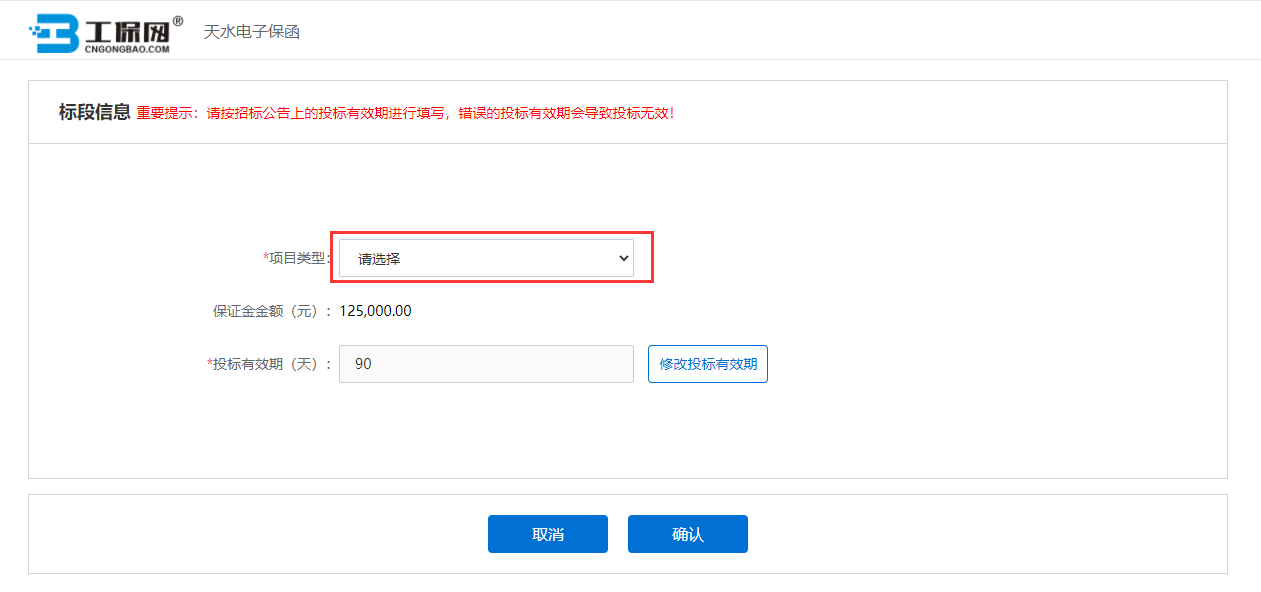 工保网® 天水电子保函
CNGONGBAO.COM
标段信息 重要提示：请按招标公告上的投标有效期进行填写，错误的投标有效期会导致投标无效！
*项目类型： 请选择
保证金金额（元）： 125,000.00
*投标有效期（天）： 90 修改投标有效期
取消 确认